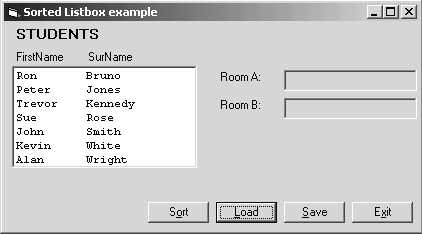 Sorted Listbox example
STUDENTS
FirstName SurName
Ron Bruno
Peter Jones
Trevor Kennedy
Sue Rose
John Smith
Kevin White
Alan Wright
Room A:
Room B:
Sort Load Save Exit